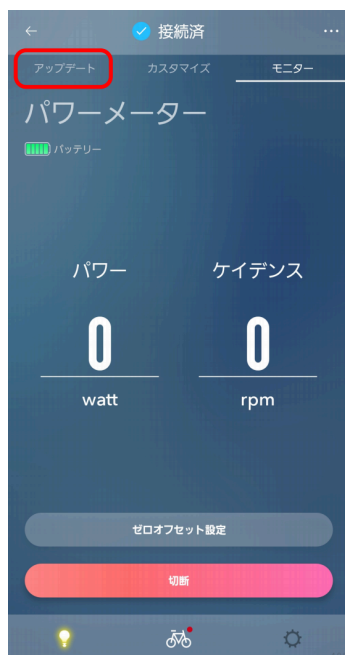 接続済
アップデート カスタマイズ モニター
パワーメーター
バッテリー
パワー ケイデンス
0 0
watt rpm
ゼロオフセット設定
切断